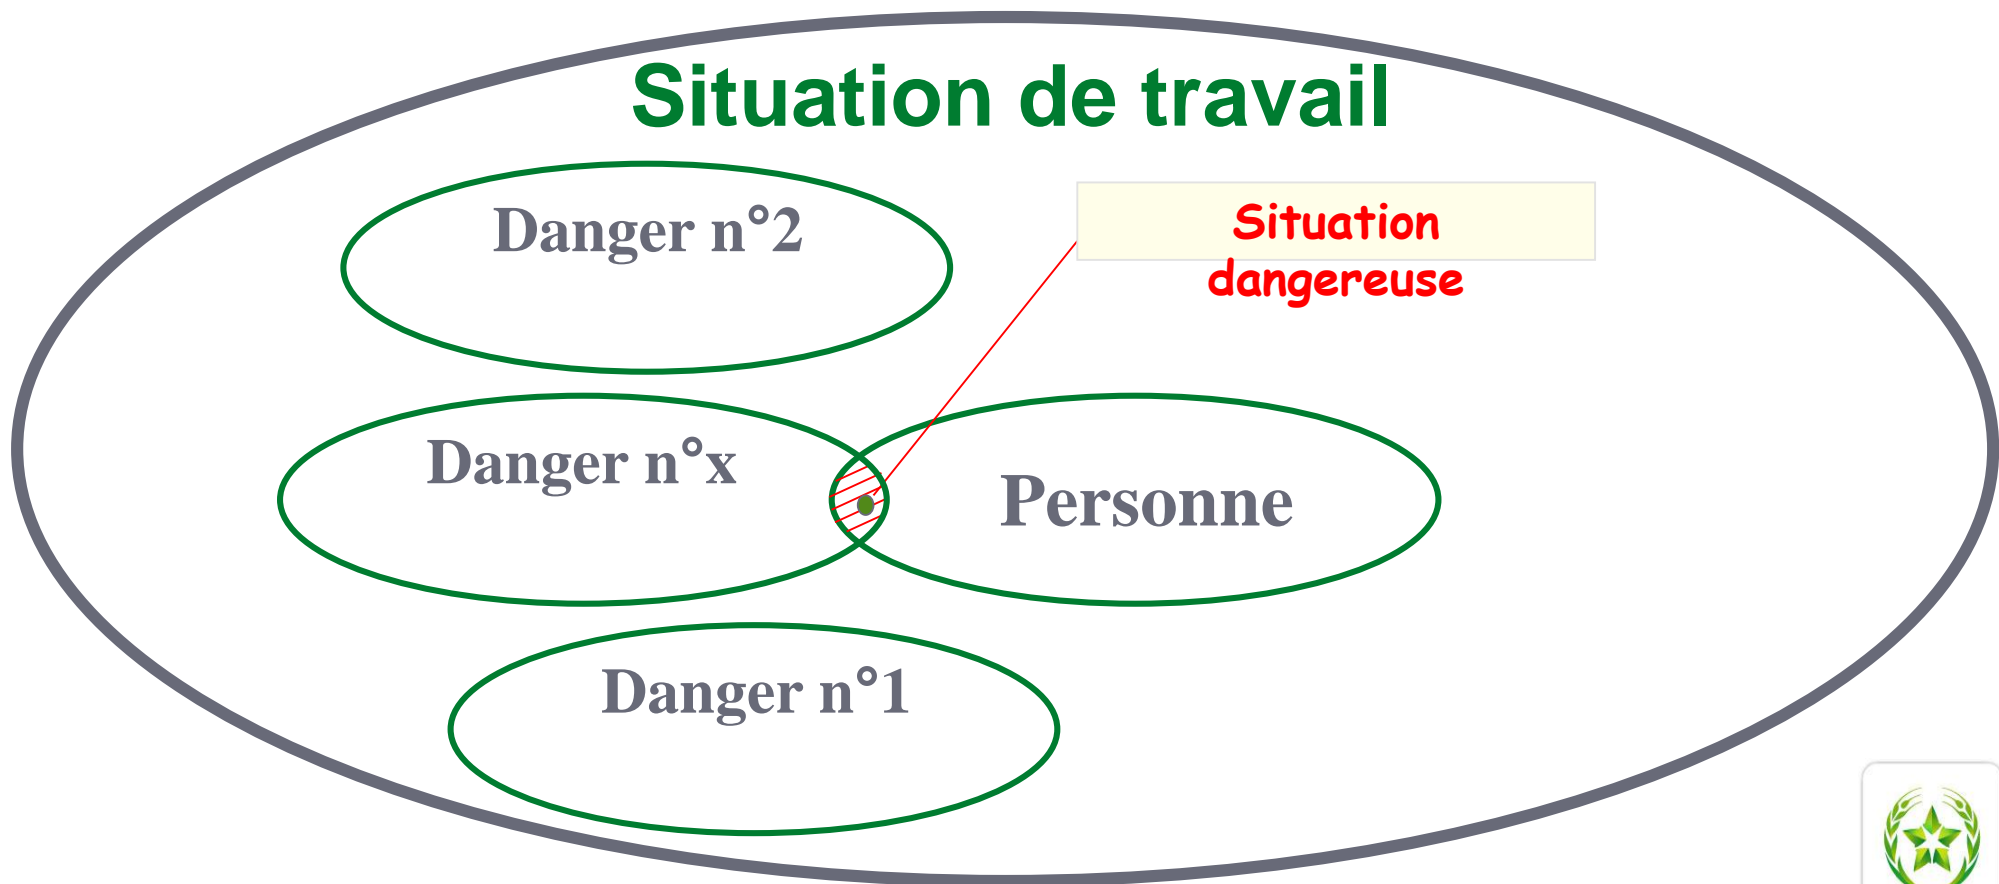 Situation de travail
Danger n°2
Situation
dangereuse
Danger n°x
Personne
Danger n°1